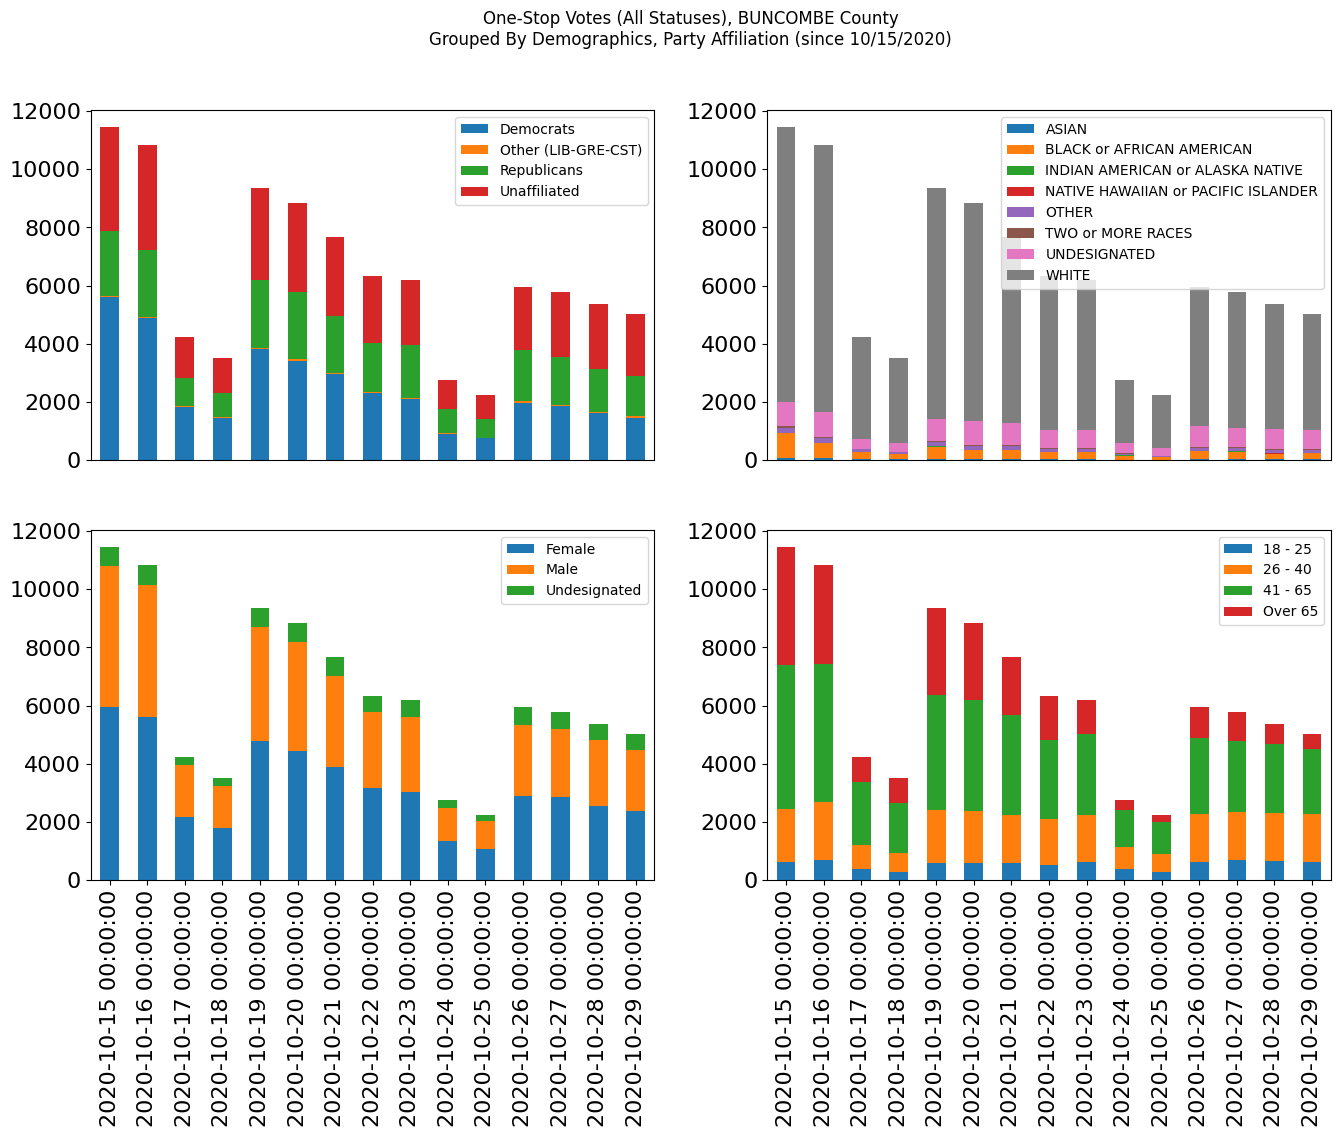 One-Stop Votes (All Statuses), BUNCOMBE County
Grouped By Demographics, Party Affiliation (since 10/15/2020)
12000
10000
8000
6000
4000
2000
0
Democrats
Other (LIB-GRE-CST)
Republicans
Unaffiliated
12000
10000
8000
6000
4000
2000
0
ASIAN
BLACK or AFRICAN AMERICAN
INDIAN AMERICAN or ALASKA NATIVE
NATIVE HAWAIIAN or PACIFIC ISLANDER
OTHER
TWO or MORE RACES
UNDESIGNATED
WHITE
12000
10000
8000
6000
4000
2000
0
Female
Male
Undesignated
2020-10-15 00:00:00
2020-10-16 00:00:00
2020-10-17 00:00:00
2020-10-18 00:00:00
2020-10-19 00:00:00
2020-10-20 00:00:00
2020-10-21 00:00:00
2020-10-22 00:00:00
2020-10-23 00:00:00
2020-10-24 00:00:00
2020-10-25 00:00:00
2020-10-26 00:00:00
2020-10-27 00:00:00
2020-10-28 00:00:00
2020-10-29 00:00:00
12000
10000
8000
6000
4000
2000
0
18 - 25
26 - 40
41 - 65
Over 65
2020-10-15 00:00:00
2020-10-16 00:00:00
2020-10-17 00:00:00
2020-10-18 00:00:00
2020-10-19 00:00:00
2020-10-20 00:00:00
2020-10-21 00:00:00
2020-10-22 00:00:00
2020-10-23 00:00:00
2020-10-24 00:00:00
2020-10-25 00:00:00
2020-10-26 00:00:00
2020-10-27 00:00:00
2020-10-28 00:00:00
2020-10-29 00:00:00